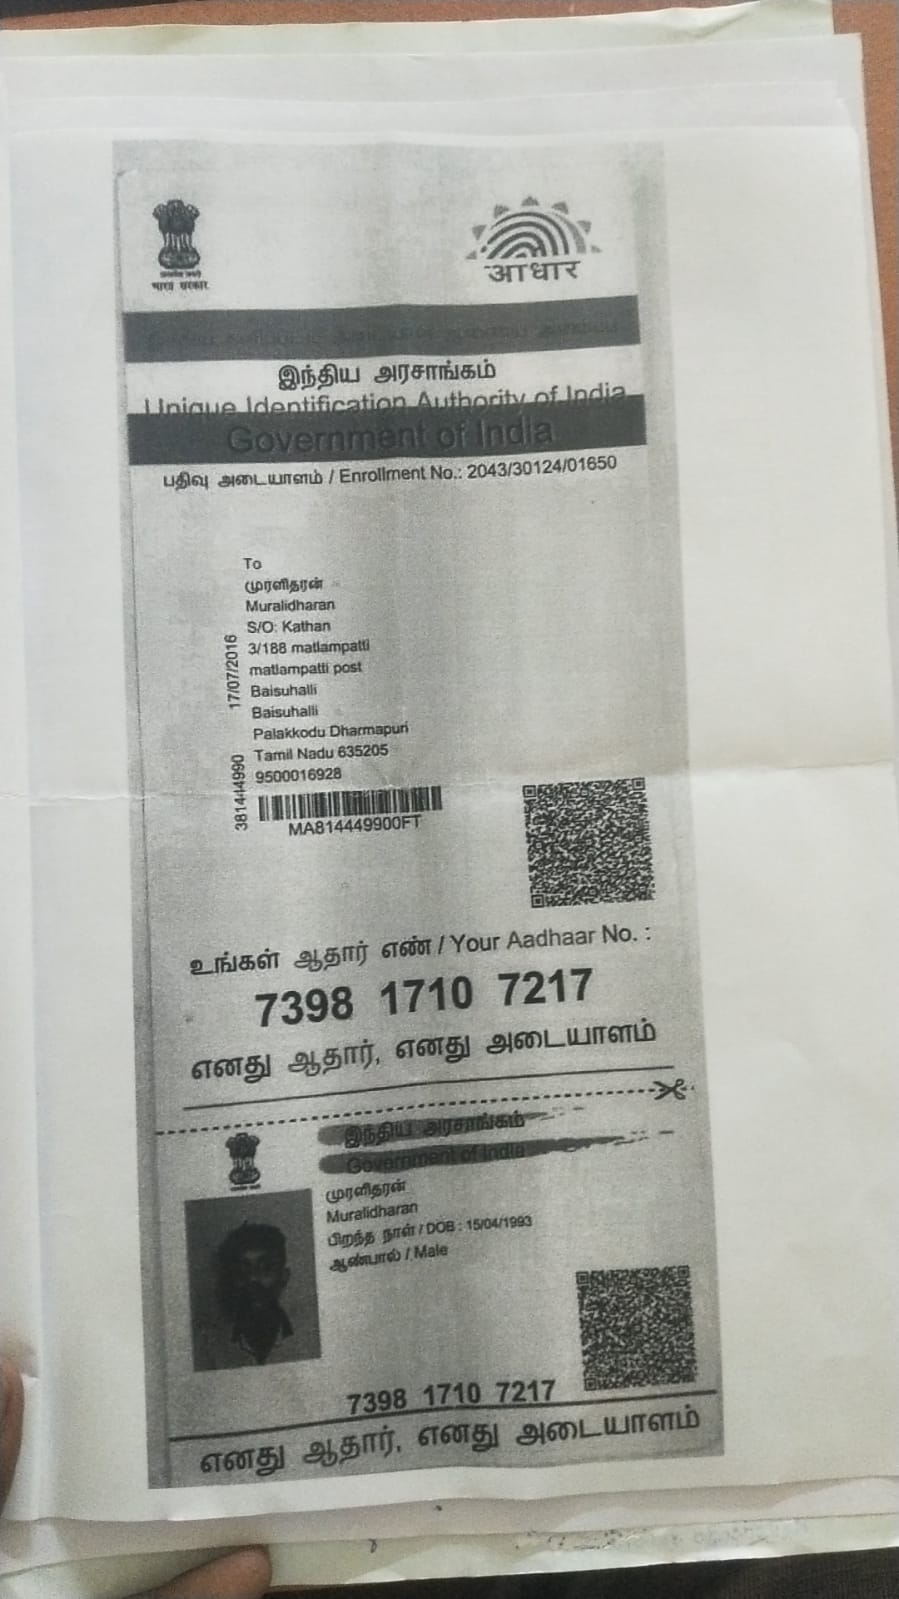 भारत सरकार
आधार
இந்திய அரசாங்கம்
Unique Identification Authority of India
Government of India
பதிவு அடையாளம் / Enrollment No.: 2043/30124/01650
To
முரளிதரன்
Muralidharan
S/O: Kathan
3/188 matlampatti
matlampatti post
Baisuhalli
Baisuhalli
Palakkodu Dharmapuri
Tamil Nadu 635205
9500016928
17/07/2016
381444990
MA814449900FT
உங்கள் ஆதார் எண் / Your Aadhaar No. :
7398 1710 7217
எனது ஆதார், எனது அடையாளம்
இந்திய அரசாங்கம்
Government of India
முரளிதரன்
Muralidharan
பிறந்த நாள் / DOB : 15/04/1993
ஆண்பால் / Male
7398 1710 7217
எனது ஆதார், எனது அடையாளம்